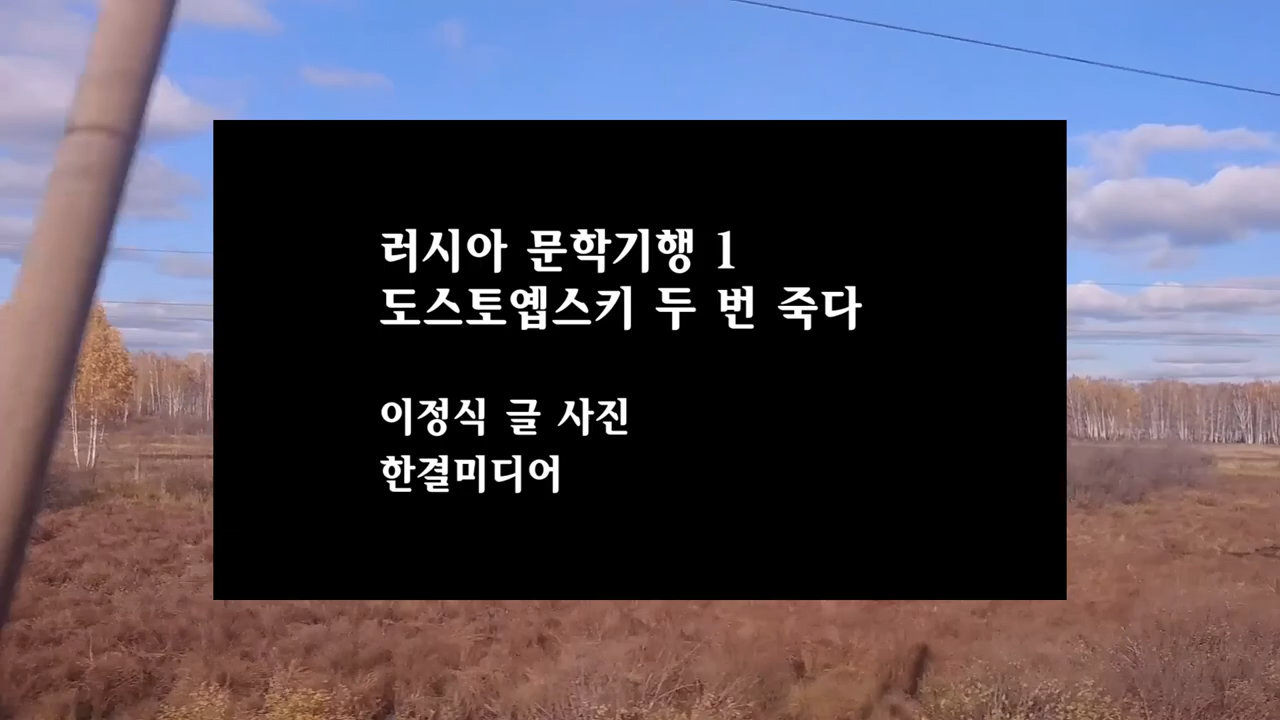 러시아 문학기행 1
도스토옙스키 두 번 죽다
이정식 글 사진
한결미디어